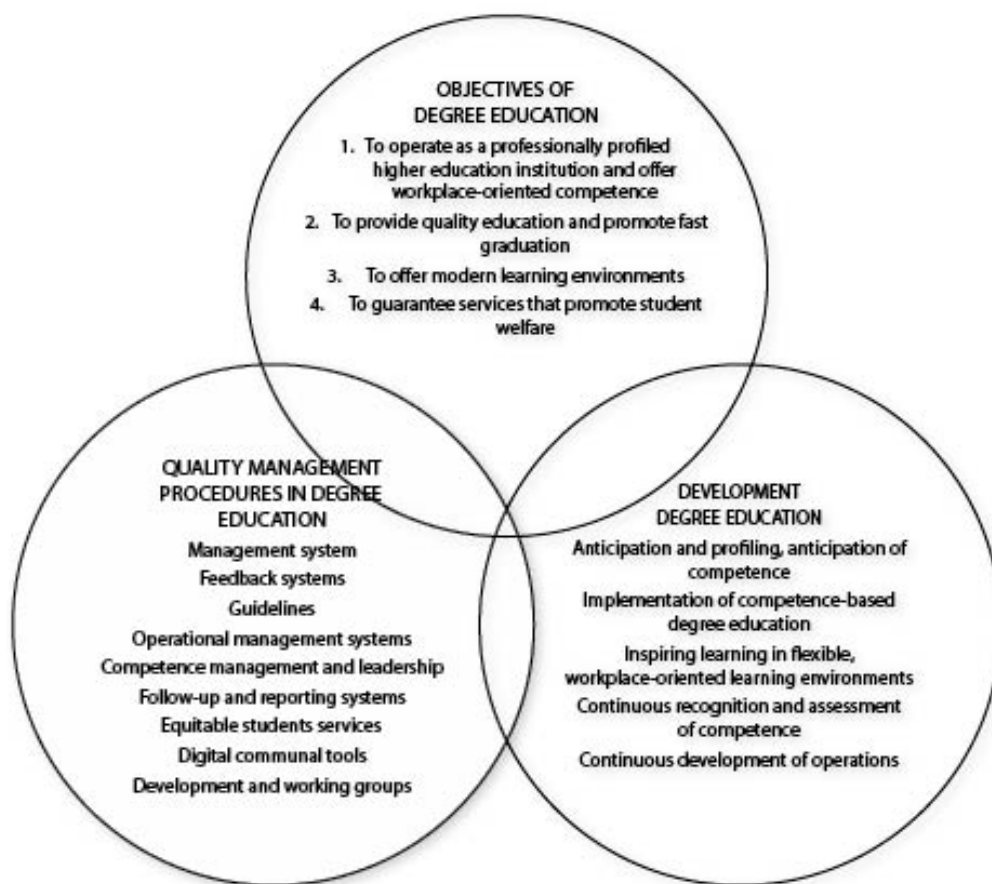 OBJECTIVES OF
DEGREE EDUCATION
1. To operate as a professionally profiled
higher education institution and offer
workplace-oriented competence
2. To provide quality education and promote fast
graduation
3. To offer modern learning environments
4. To guarantee services that promote student
welfare
QUALITY MANAGEMENT
PROCEDURES IN DEGREE
EDUCATION
Management system
Feedback systems
Guidelines
Operational management systems
Competence management and leadership
Follow-up and reporting systems
Equitable students services
Digital communal tools
Development and working groups
DEVELOPMENT
DEGREE EDUCATION
Anticipation and profiling, anticipation of
competence
Implementation of competence-based
degree education
Inspiring learning in flexible,
workplace-oriented learning environments
Continuous recognition and assessment
of competence
Continuous development of operations